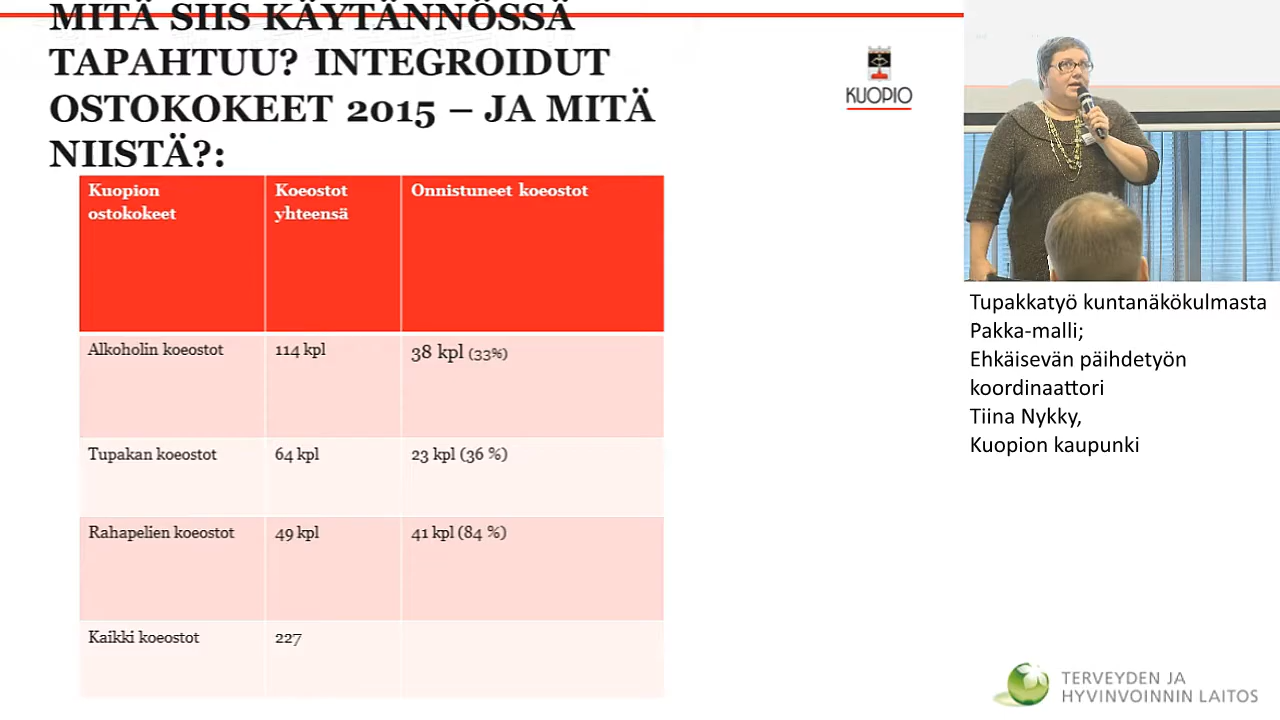 MITÄ SIIS KÄYTÄNNÖSSÄ
TAPAHTUU? INTEGROIDUT
OSTOKOKEET 2015 – JA MITÄ
NIISTÄ?:
KUOPIO
Kuopion
ostokokeet
Koeostot
yhteensä
Onnistuneet koeostot
Alkoholin koeostot
114 kpl
38 kpl (33%)
Tupakan koeostot
64 kpl
23 kpl (36 %)
Rahapelien koeostot
49 kpl
41 kpl (84 %)
Kaikki koeostot
227
Tupakkatyö kuntanäkökulmasta
Pakka-malli;
Ehkäisevän päihdetyön
koordinaattori
Tiina Nykky,
Kuopion kaupunki
TERVEYDEN JA
HYVINVOINNIN LAITOS